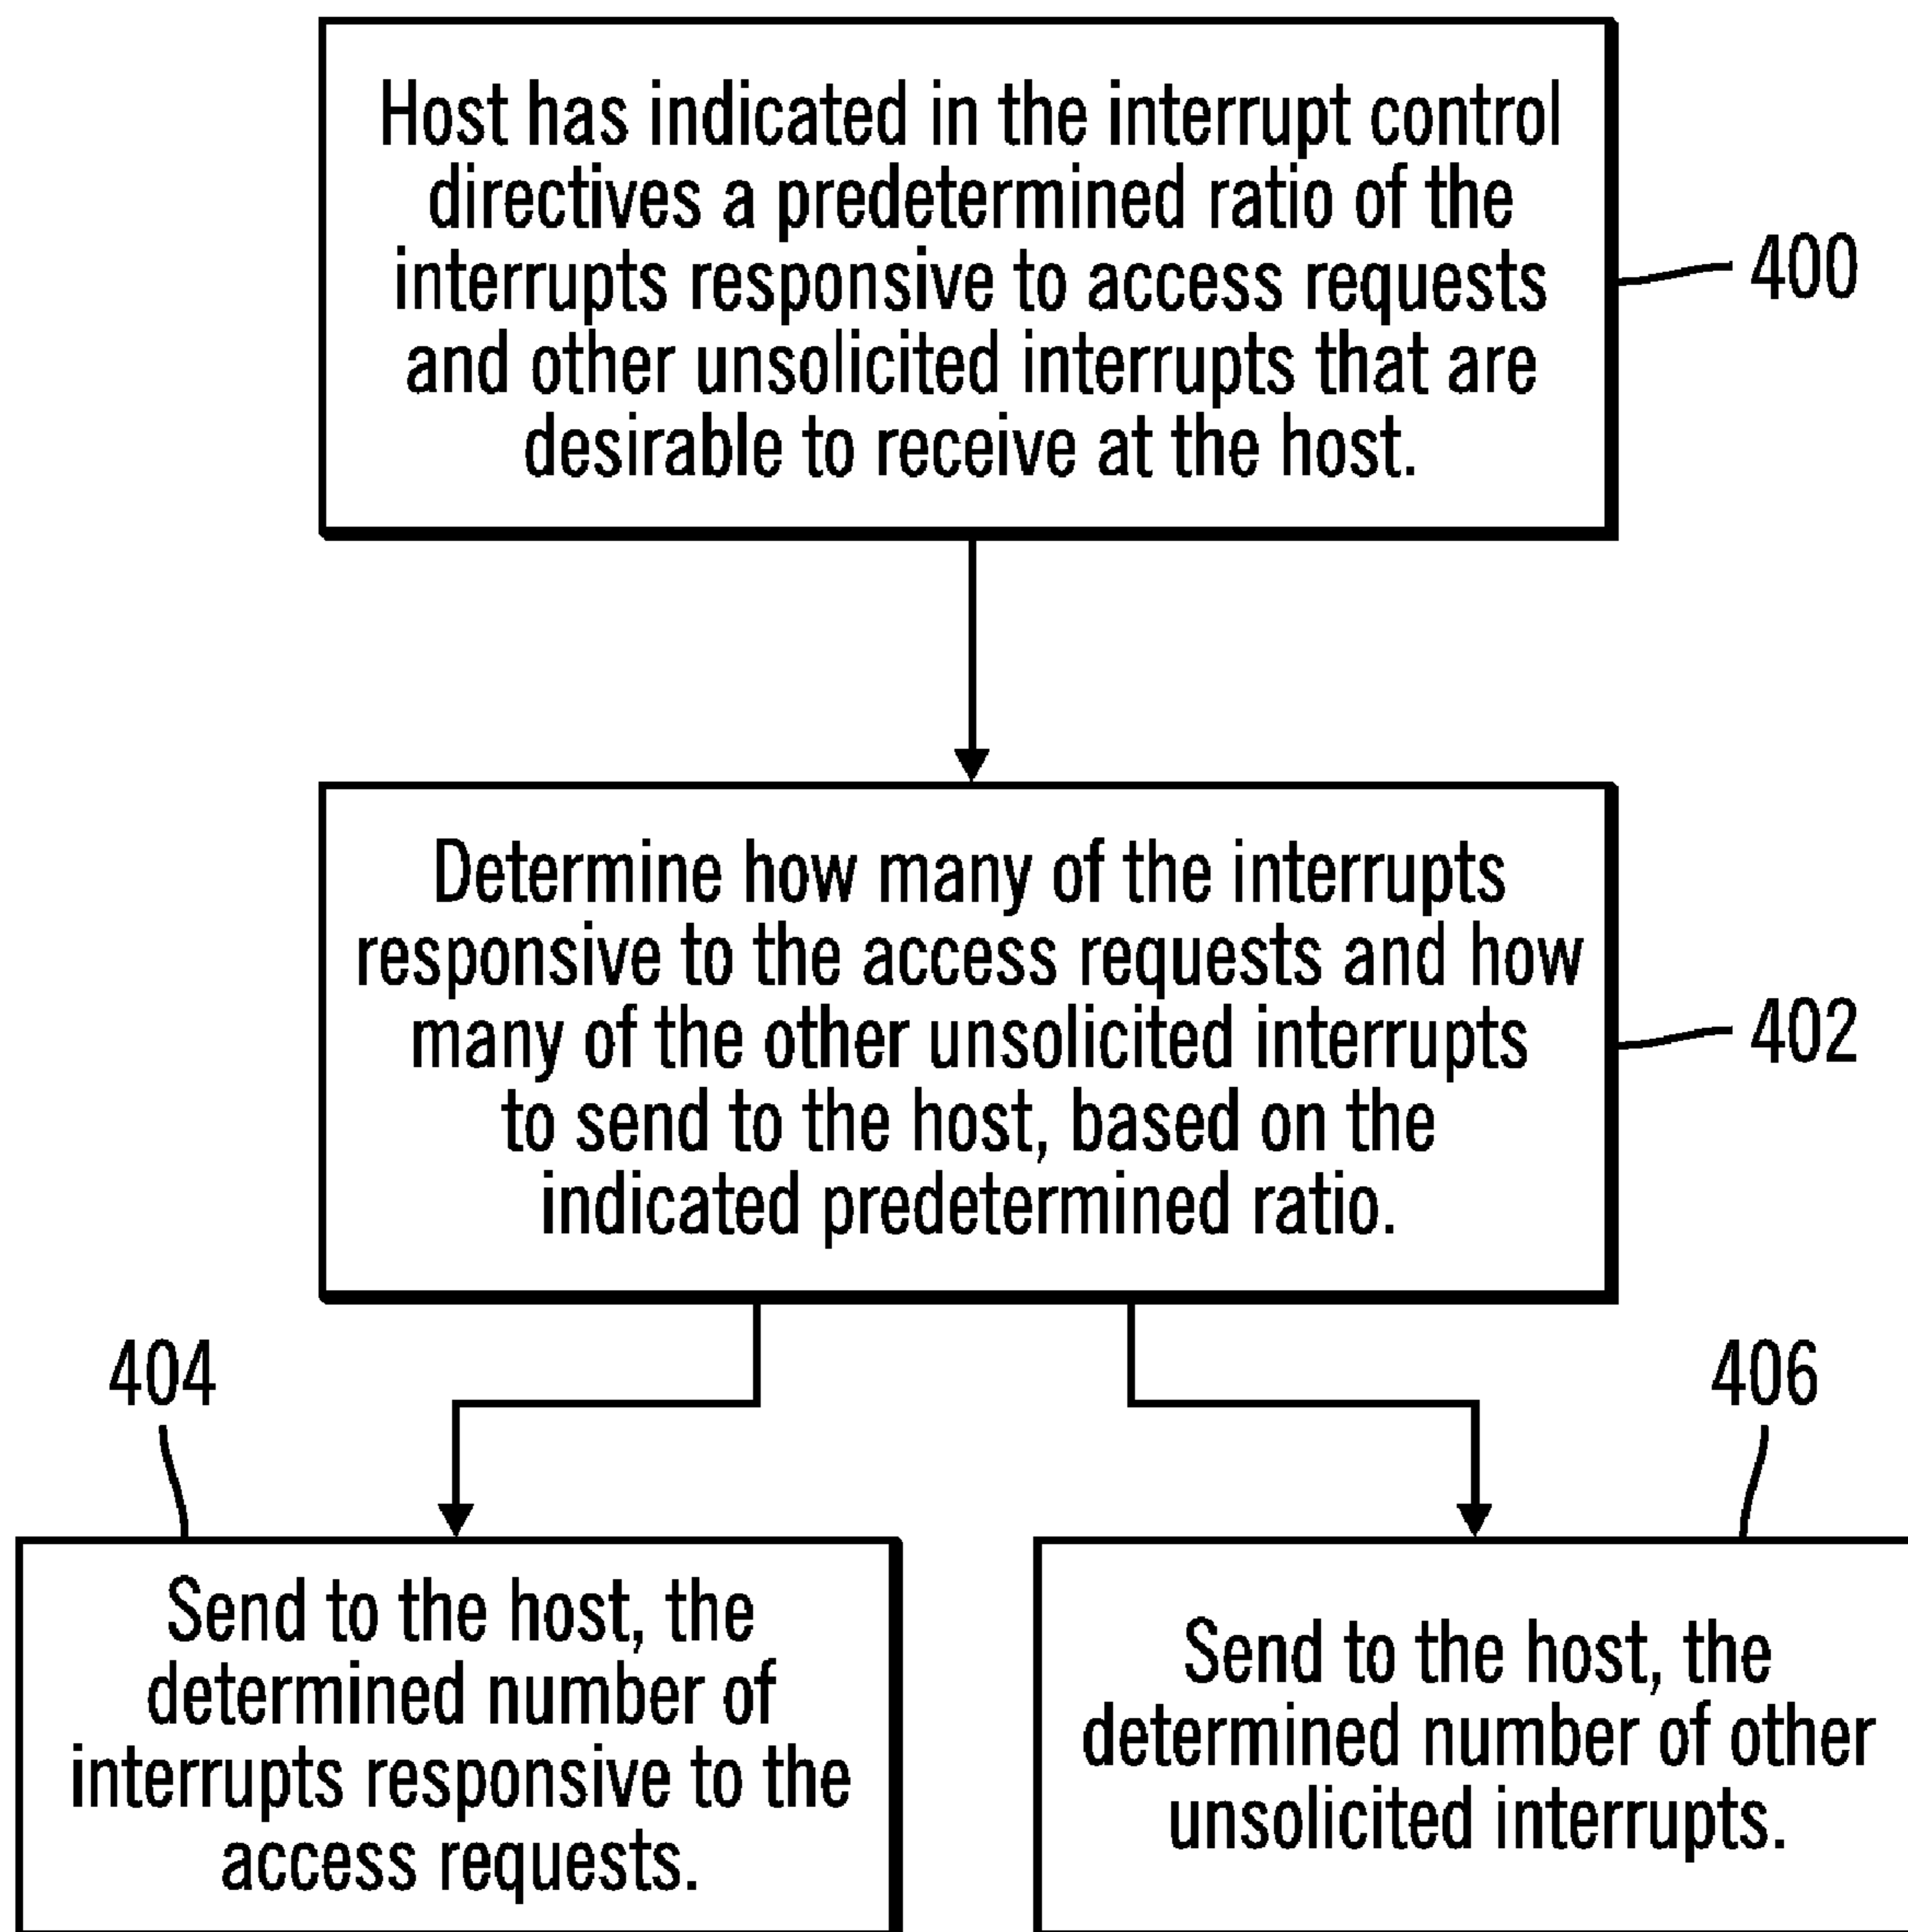 Host has indicated in the interrupt control
directives a predetermined ratio of the
interrupts responsive to access requests
and other unsolicited interrupts that are
desirable to receive at the host.
400
Determine how many of the interrupts
responsive to the access requests and how
many of the other unsolicited interrupts
to send to the host, based on the
indicated predetermined ratio.
402
404
406
Send to the host, the
determined number of
interrupts responsive to the
access requests.
Send to the host, the
determined number of other
unsolicited interrupts.